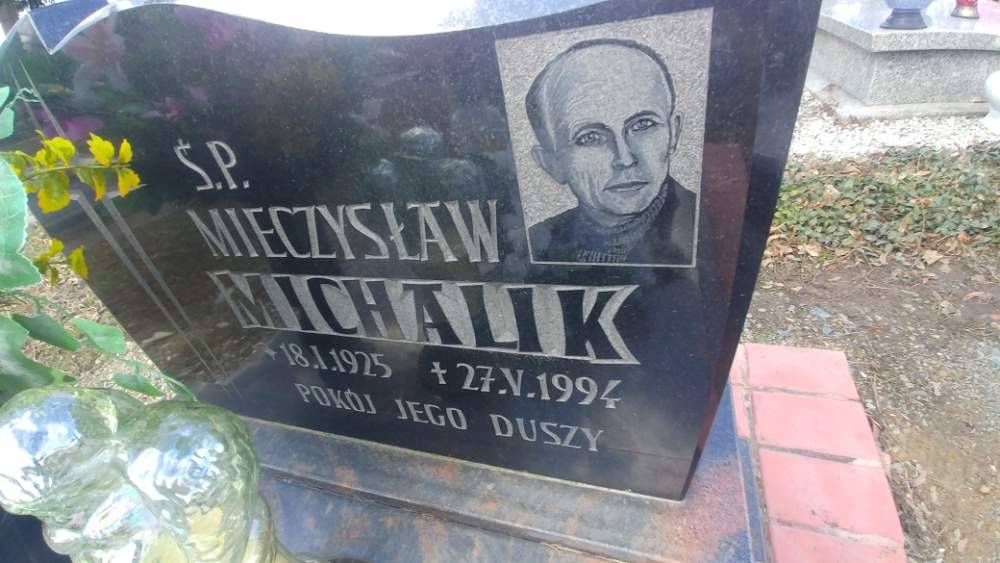 Ś.P.
MIECZYSŁAW
MICHALIK
* 18.I.1925 ✝ 27.V.1994
POKÓJ JEGO DUSZY